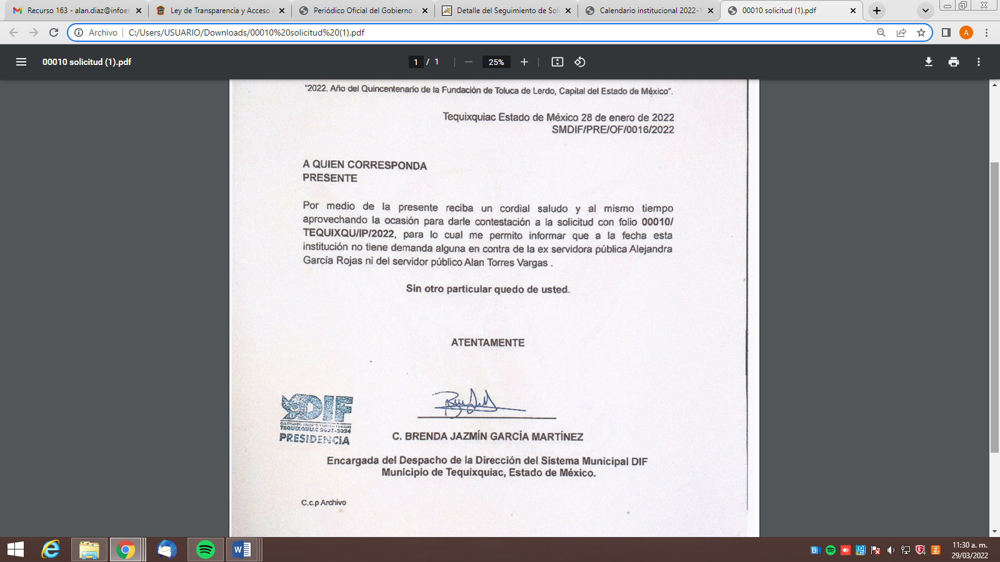 Recurso 163 - alan.diaz@infoe
Ley de Transparencia y Acceso
Periódico Oficial del Gobierno
Detalle del Seguimiento de Sol
Calendario institucional 2022-
00010 solicitud (1).pdf
Archivo
C:/Users/USUARIO/Downloads/00010%20solicitud%20(1).pdf
A
00010 solicitud (1).pdf
1 / 1
25%
“2022. Año del Quincentenario de la Fundación de Toluca de Lerdo, Capital del Estado de México”.
Tequixquiac Estado de México 28 de enero de 2022
SMDIF/PRE/OF/0016/2022
A QUIEN CORRESPONDA
PRESENTE
Por medio de la presente reciba un cordial saludo y al mismo tiempo
aprovechando la ocasión para darle contestación a la solicitud con folio 00010/
TEQUIXQU/IP/2022, para lo cual me permito informar que a la fecha esta
institución no tiene demanda alguna en contra de la ex servidora pública Alejandra
García Rojas ni del servidor público Alan Torres Vargas .
Sin otro particular quedo de usted.
ATENTAMENTE
DIF
TEQUIXQUIAC 2022-2024
PRESIDENCIA
C. BRENDA JAZMÍN GARCÍA MARTÍNEZ
Encargada del Despacho de la Dirección del Sistema Municipal DIF
Municipio de Tequixquiac, Estado de México.
C.c.p Archivo
11:30 a. m.
29/03/2022